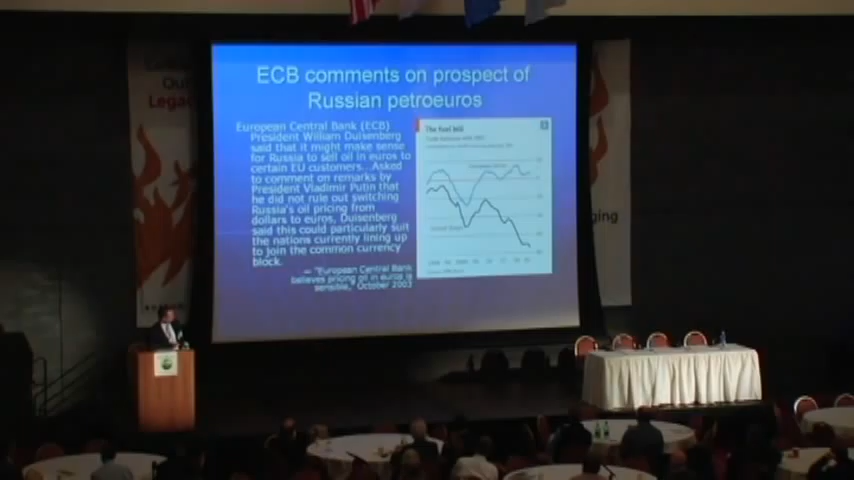 ECB comments on prospect of
Russian petroeuros
European Central Bank (ECB)
President William Duisenberg
said that it might make sense
for Russia to sell oil in euros to
certain EU customers...Asked
to comment on remarks by
President Vladimir Putin that
he did not rule out switching
Russia's oil pricing from
dollars to euros, Duisenberg
said this could particularly suit
the nations currently lining up
to join the common currency
block.
– "European Central Bank
believes pricing oil in euros is
sensible," October 2003
The fuel bill
Legac
ging